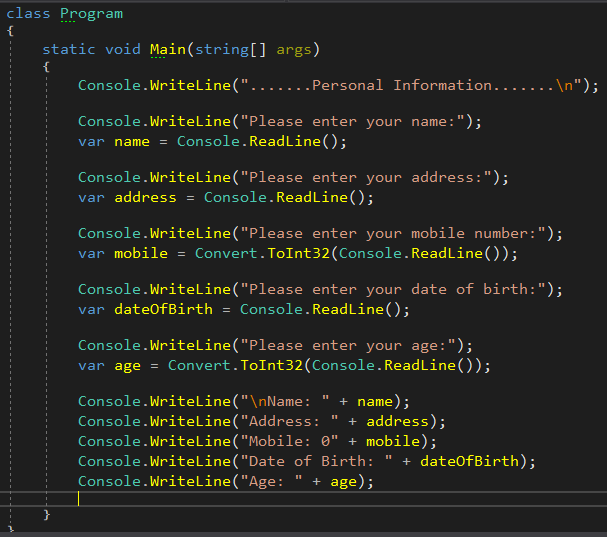 class Program
{
static void Main(string[] args)
{
Console.WriteLine(".......Personal Information.......\n");
Console.WriteLine("Please enter your name:");
var name = Console.ReadLine();
Console.WriteLine("Please enter your address:");
var address = Console.ReadLine();
Console.WriteLine("Please enter your mobile number:");
var mobile = Convert.ToInt32(Console.ReadLine());
Console.WriteLine("Please enter your date of birth:");
var dateOfBirth = Console.ReadLine();
Console.WriteLine("Please enter your age:");
var age = Convert.ToInt32(Console.ReadLine());
Console.WriteLine("\nName: " + name);
Console.WriteLine("Address: " + address);
Console.WriteLine("Mobile: 0" + mobile);
Console.WriteLine("Date of Birth: " + dateOfBirth);
Console.WriteLine("Age: " + age);
}
}